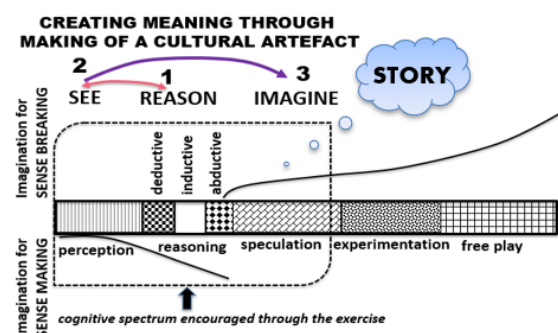 CREATING MEANING THROUGH
MAKING OF A CULTURAL ARTEFACT
2
1
3
SEE
REASON
IMAGINE
STORY
Imagination for
SENSE BREAKING
deductive
inductive
abductive
perception
reasoning
speculation
experimentation
free play
Imagination for
SENSE MAKING
cognitive spectrum encouraged through the exercise